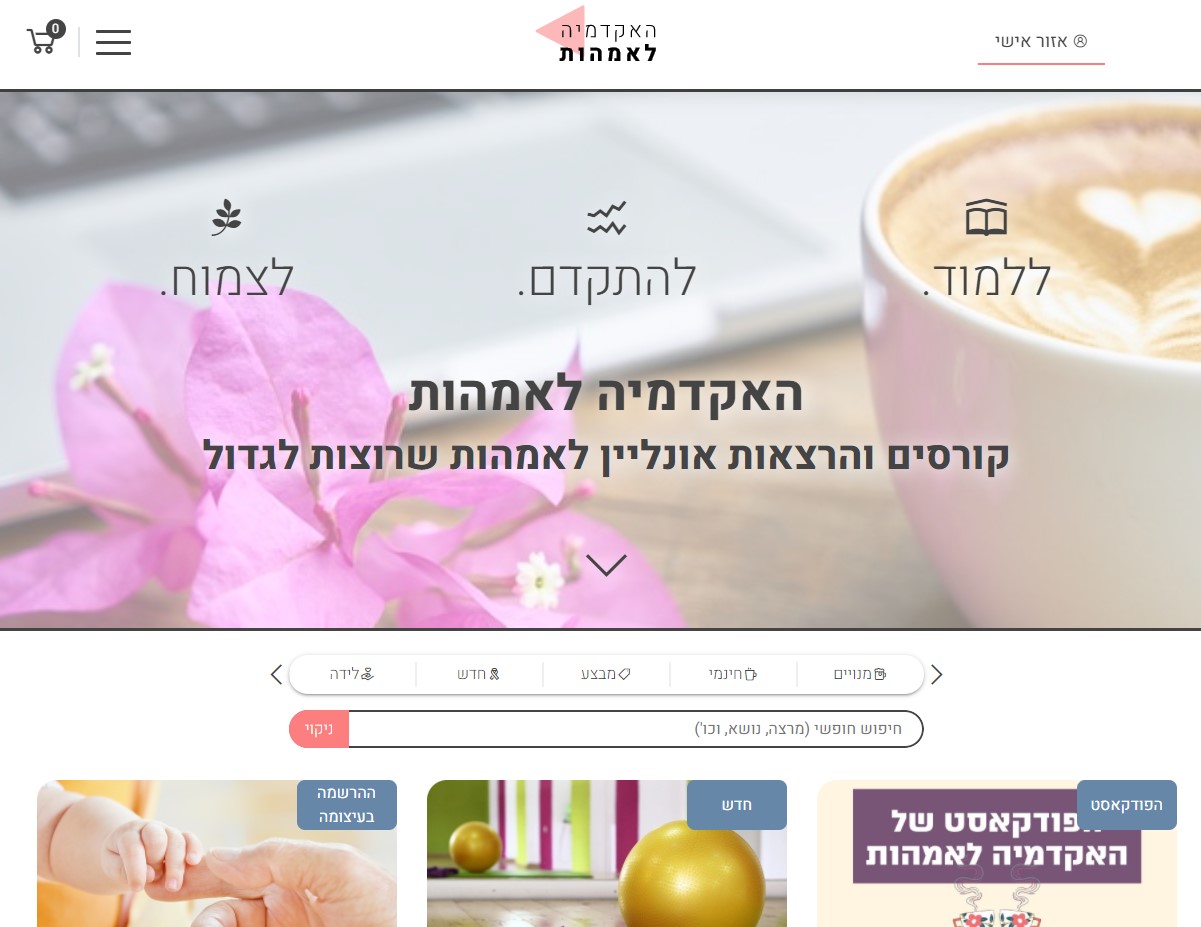 אזור אישי
האקדמיה
לאמהות
0
ללמוד.
להתקדם.
לצמוח.
האקדמיה לאמהות
קורסים והרצאות אונליין לאמהות שרוצות לגדול
מנויים
חינמי
מבצע
חדש
לידה
חיפוש חופשי (מרצה, נושא, וכו')
ניקוי
הפודקאסט
הפודקאסט של
האקדמיה לאמהות
חדש
ההרשמה
בעיצומה